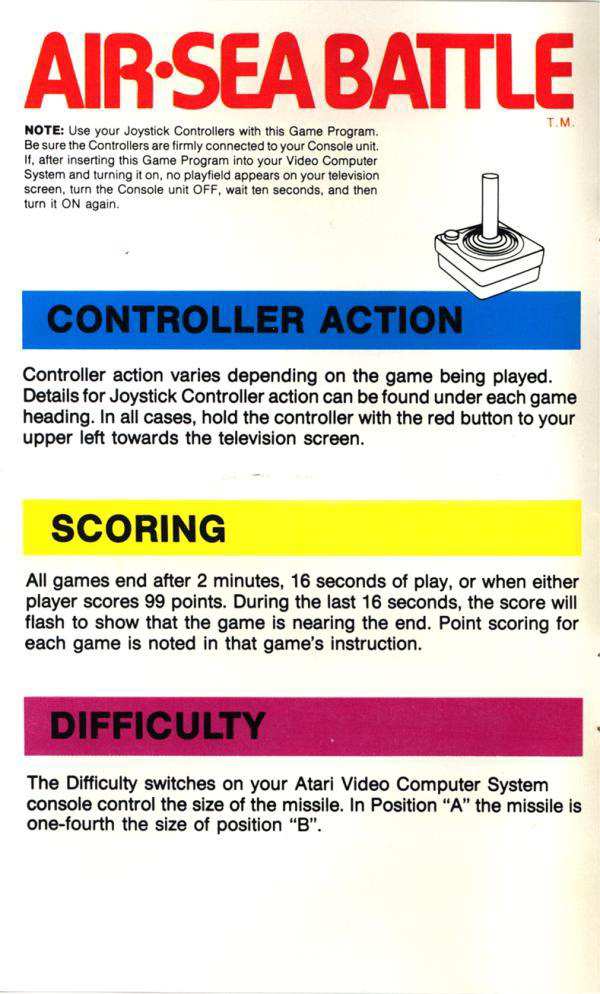 AIR•SEA BATTLE
T.M.
NOTE: Use your Joystick Controllers with this Game Program.
Be sure the Controllers are firmly connected to your Console unit.
If, after inserting this Game Program into your Video Computer
System and turning it on, no playfield appears on your television
screen, turn the Console unit OFF, wait ten seconds, and then
turn it ON again.
CONTROLLER ACTION
Controller action varies depending on the game being played.
Details for Joystick Controller action can be found under each game
heading. In all cases, hold the controller with the red button to your
upper left towards the television screen.
SCORING
All games end after 2 minutes, 16 seconds of play, or when either
player scores 99 points. During the last 16 seconds, the score will
flash to show that the game is nearing the end. Point scoring for
each game is noted in that game's instruction.
DIFFICULTY
The Difficulty switches on your Atari Video Computer System
console control the size of the missile. In Position “A” the missile is
one-fourth the size of position “B”.